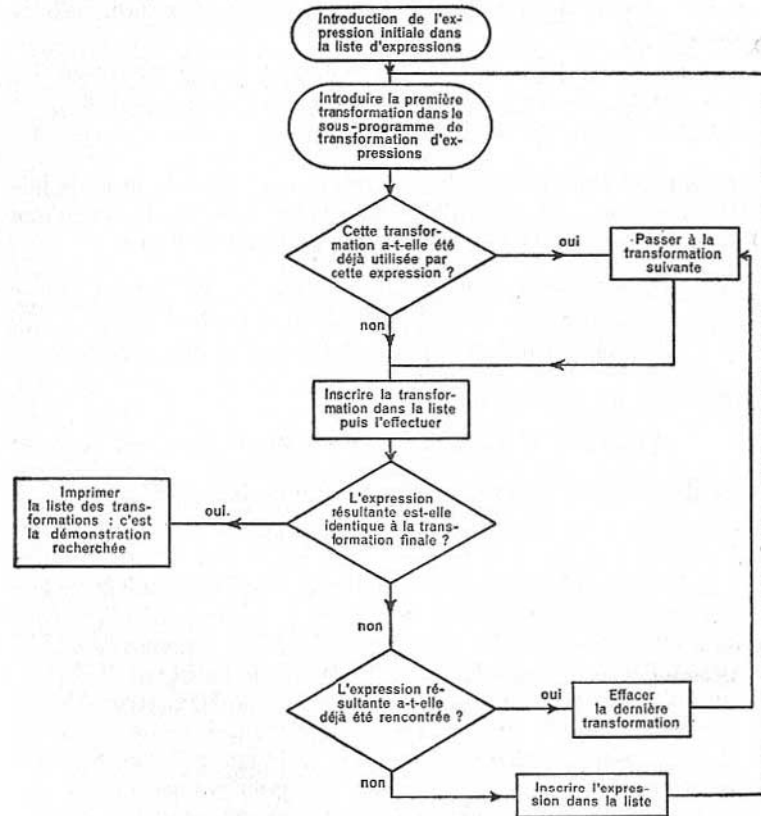 Introduction de l'ex-
pression initiale dans
la liste d'expressions
Introduire la première
transformation dans le
sous-programme de
transformation d'ex-
pressions
Cette transfor-
mation a-t-elle été
déjà utilisée par
cette expression ?
oui
Passer à la
transformation
suivante
non
Inscrire la transfor-
mation dans la liste
puis l'effectuer
L'expression
résultante est-elle
identique à la trans-
formation finale ?
oui.
Imprimer
la liste des trans-
formations : c'est
la démonstration
recherchée
non
L'expression ré-
sultante a-t-elle
déjà été rencontrée ?
oui
Effacer
la dernière
transformation
non
Inscrire l'expres-
sion dans la liste